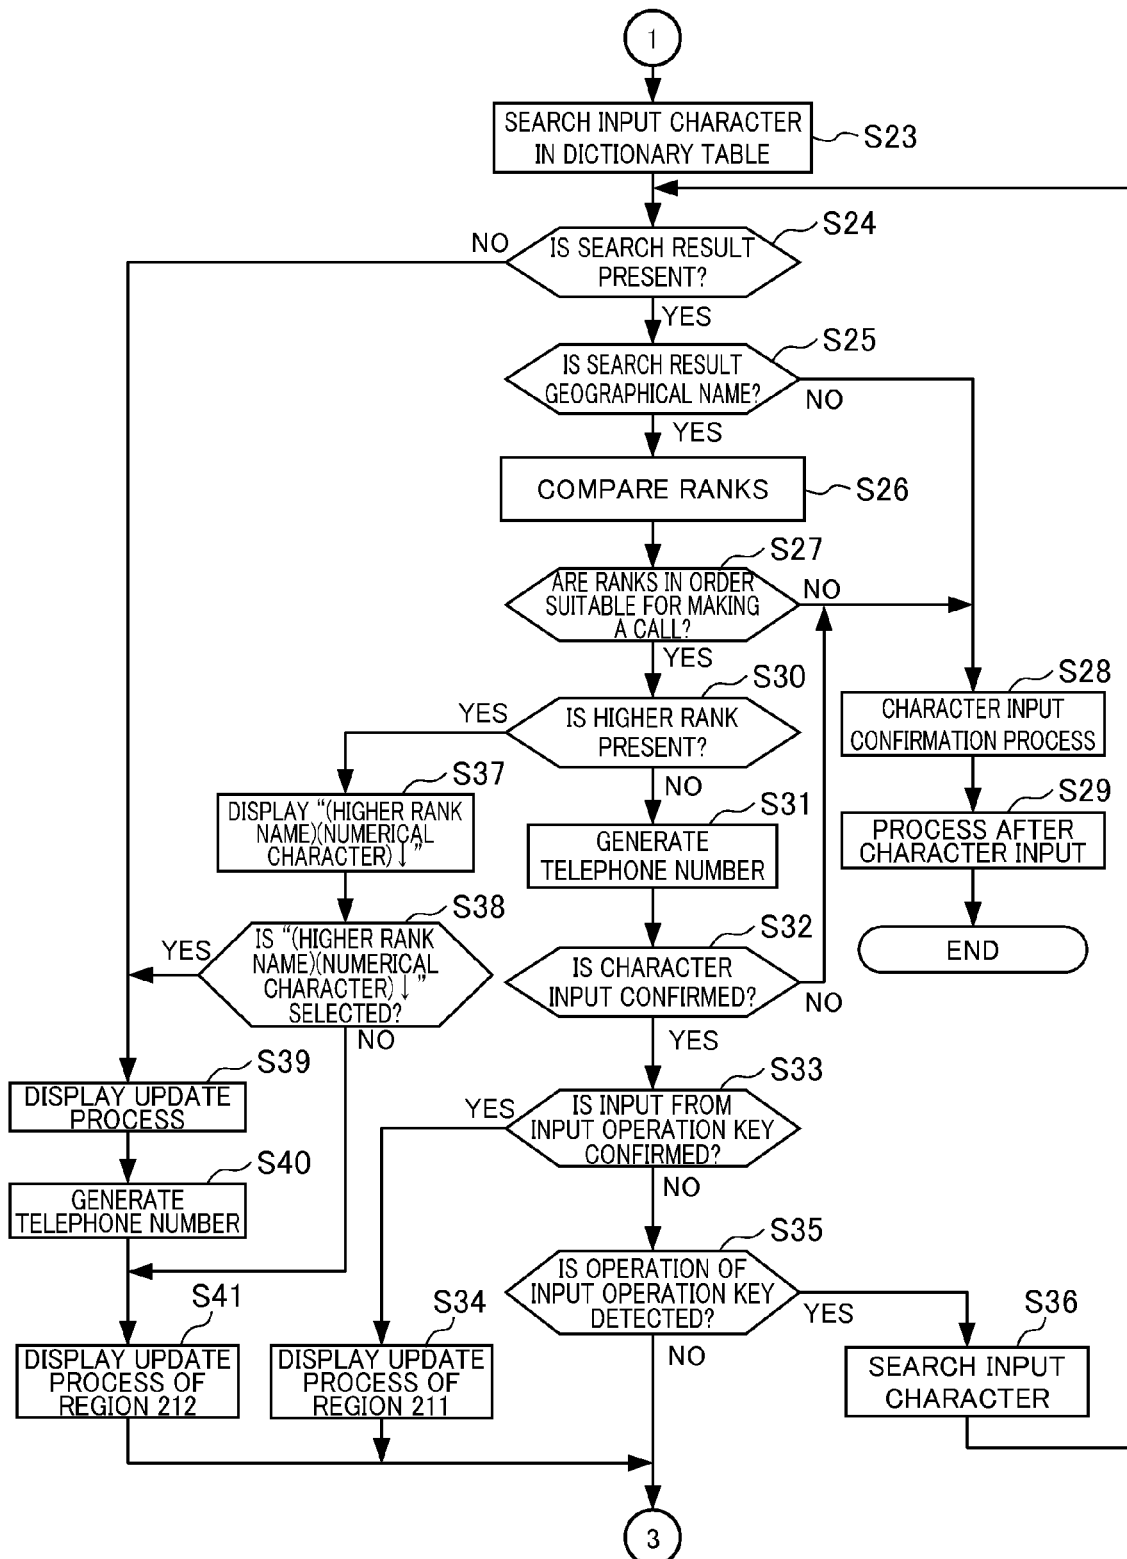 1
SEARCH INPUT CHARACTER
IN DICTIONARY TABLE
S23
S24
NO
IS SEARCH RESULT
PRESENT?
YES
S25
IS SEARCH RESULT
GEOGRAPHICAL NAME?
NO
YES
COMPARE RANKS
S26
S27
ARE RANKS IN ORDER
SUITABLE FOR MAKING
A CALL?
NO
YES
S30
YES
IS HIGHER RANK
PRESENT?
NO
S28
CHARACTER INPUT
CONFIRMATION PROCESS
S37
DISPLAY “(HIGHER RANK
NAME)(NUMERICAL
CHARACTER)↓”
S31
GENERATE
TELEPHONE NUMBER
S29
PROCESS AFTER
CHARACTER INPUT
S38
YES
IS “(HIGHER RANK
NAME)(NUMERICAL
CHARACTER)↓”
SELECTED?
NO
S32
IS CHARACTER
INPUT CONFIRMED?
NO
YES
END
S39
DISPLAY UPDATE
PROCESS
S33
YES
IS INPUT FROM
INPUT OPERATION KEY
CONFIRMED?
NO
S40
GENERATE
TELEPHONE NUMBER
S35
IS OPERATION OF
INPUT OPERATION KEY
DETECTED?
YES
NO
S41
DISPLAY UPDATE
PROCESS OF
REGION 212
S34
DISPLAY UPDATE
PROCESS OF
REGION 211
S36
SEARCH INPUT
CHARACTER
3